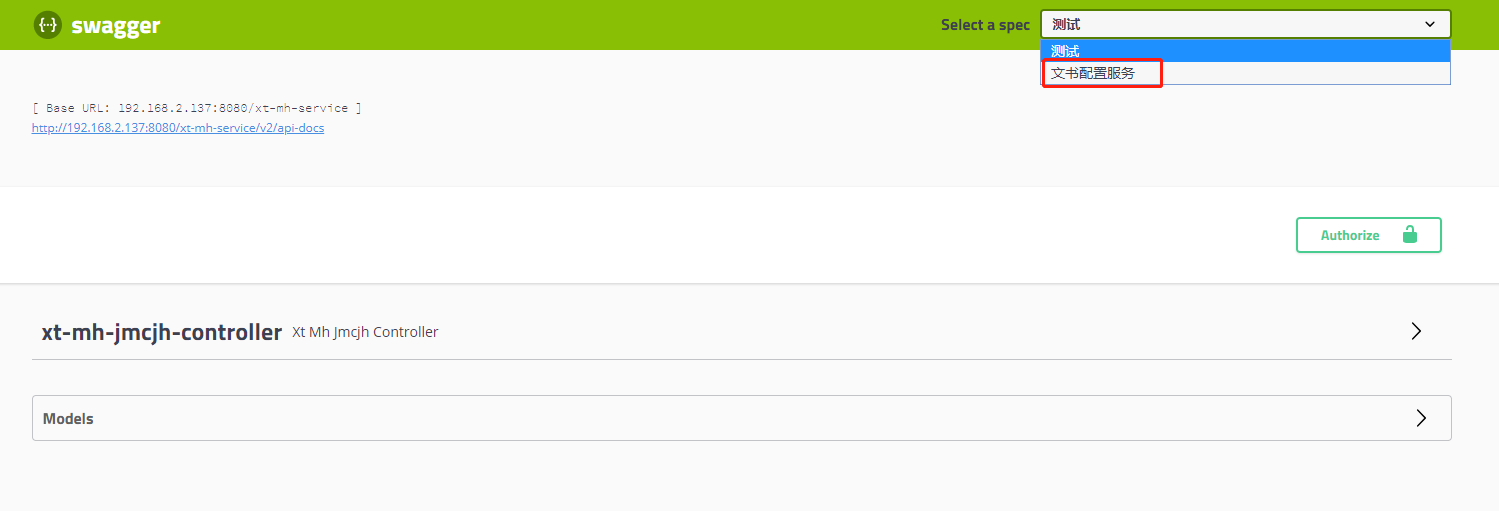 swagger
Select a spec
测试
测试
文书配置服务
[ Base URL: 192.168.2.137:8080/xt-mh-service ]
http://192.168.2.137:8080/xt-mh-service/v2/api-docs
Authorize
xt-mh-jmcjh-controller Xt Mh Jmcjh Controller
Models